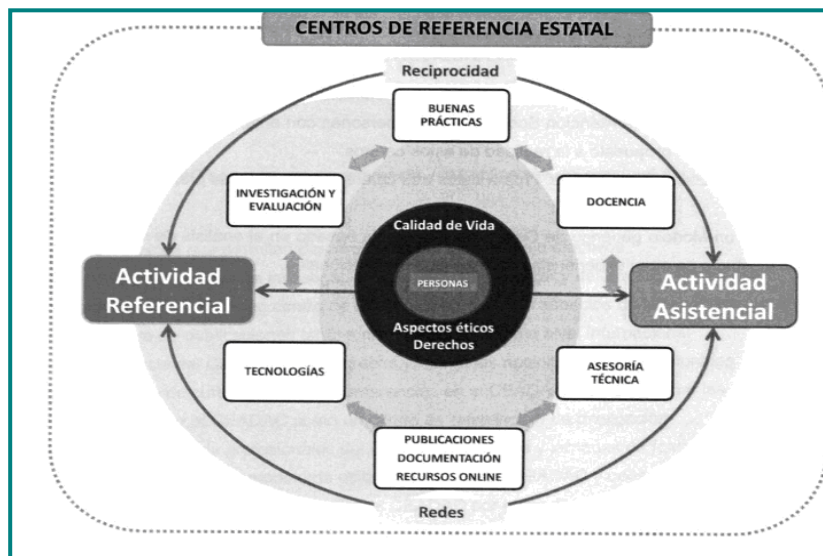 CENTROS DE REFERENCIA ESTATAL
Reciprocidad
BUENAS
PRÁCTICAS
INVESTIGACIÓN Y
EVALUACIÓN
DOCENCIA
Calidad de Vida
Actividad
Referencial
PERSONAS
Actividad
Asistencial
Aspectos éticos
Derechos
TECNOLOGÍAS
ASESORÍA
TÉCNICA
PUBLICACIONES
DOCUMENTACIÓN
RECURSOS ONLINE
Redes